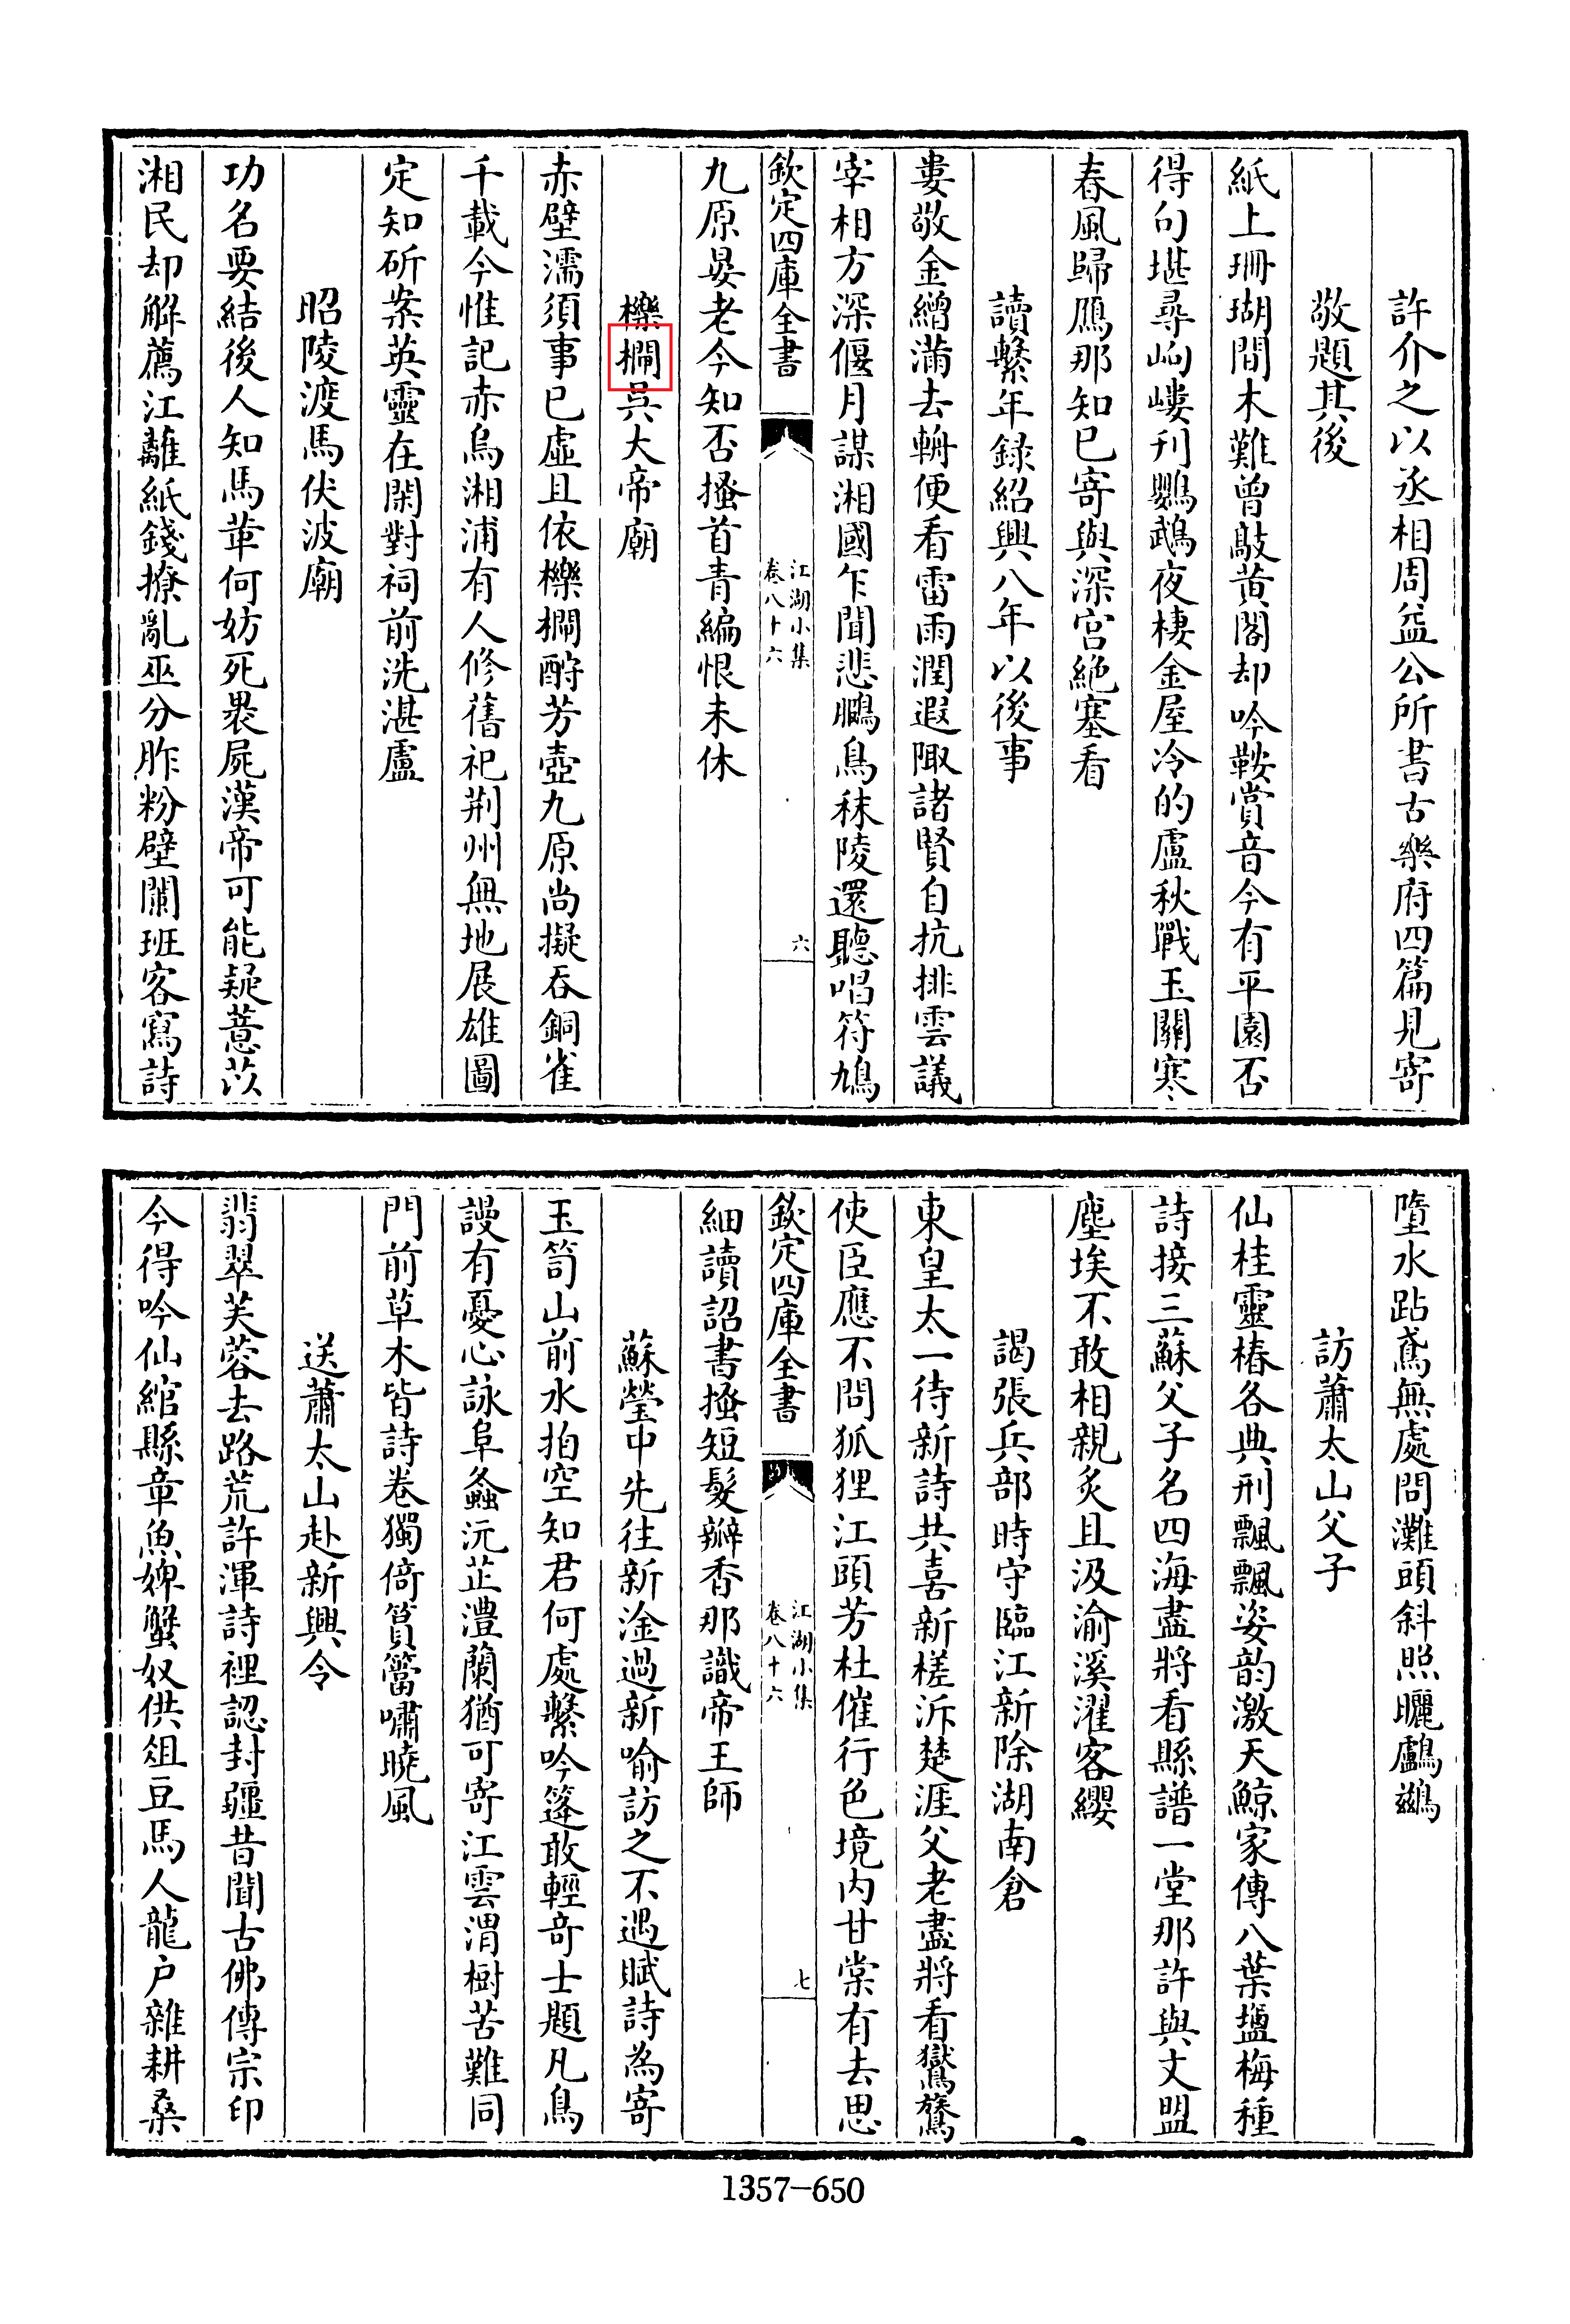 許介之以丞相周益公所書古樂府四篇見寄
敬題其後
紙上珊瑚間木難曾敲黄閣却吟鞍賞音今有平園否
得句堪尋岣嶁刋鸚鵡夜棲金屋冷的盧秋戰玉關寒
春風歸鴈那知已寄與深宫絶塞看
讀繫年録紹興八年以後事
婁敬金繒滿去輈便看雷雨潤遐陬諸賢自抗排雲議
宰相方深偃月謀湘國乍聞悲鵩鳥秣陵還聽唱符鳩
欽定四庫全書
江湖小集
卷八十六
六
九原晏老今知否搔首青編恨未休
櫟橺吳大帝廟
赤壁濡須事已虛且依櫟橺酹芳壺九原尚擬吞銅雀
千載今惟記赤烏湘浦有人修舊祀荆州無地展雄圖
定知斫案英靈在閑對祠前洗湛盧
昭陵渡馬伏波廟
功名要結後人知馬革何妨死裹屍漢帝可能疑薏苡
湘民却解薦江蘺紙錢撩亂巫分胙粉壁闌班客寫詩
墮水跕鳶無處問灘頭斜照曬鸕鷀
訪蕭太山父子
仙桂靈椿各典刑飄飄姿韵激天鯨家傳八葉鹽梅種
詩接三蘇父子名四海盡將看縣譜一堂那許與文盟
塵埃不敢相親炙且汲渝溪濯客纓
謁張兵部時守臨江新除湖南倉
東皇太一待新詩共喜新槎泝楚涯父老盡將看鸑鷟
使臣應不問狐狸江頭芳杜催行色境内甘棠有去思
欽定四庫全書
江湖小集
卷八十六
七
細讀詔書搔短髮瓣香那識帝王師
蘇瑩中先往新淦過新喻訪之不遇賦詩為寄
玉笥山前水拍空知君何處繫吟篷敢輕奇士題凡鳥
謾有憂心詠阜螽沅芷澧蘭猶可寄江雲渭樹苦難同
門前草木皆詩卷獨倚篔簹嘯曉風
送蕭太山赴新興令
翡翠芙蓉去路荒許渾詩裡認封疆昔聞古佛傳宗印
今得吟仙綰縣章魚婢蟹奴供俎豆馬人龍户雜耕桑
1357-650